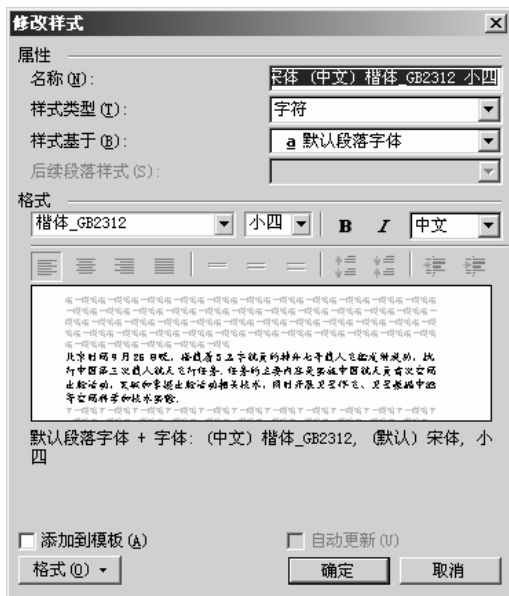 修改样式
属性
名称(N):
宋体 (中文) 楷体_GB2312 小四
样式类型(T):
字符
样式基于(B):
a 默认段落字体
后续段落样式(S):
格式
楷体_GB2312
小四
B
I
中文
北京时间9月25日晚,搭载着3名宇航员的神舟七号载人飞船发射成功,执
行中国第三次载人航天飞行任务.任务的主要内容是实施中国航天员首次空间
出舱活动,突破和掌握出舱活动相关技术,同时开展卫星伴飞、卫星数据中继
等空间科学和技术实验.
默认段落字体 + 字体: (中文) 楷体_GB2312, (默认) 宋体, 小
四
添加到模板(A)
自动更新(U)
格式(O)
确定
取消